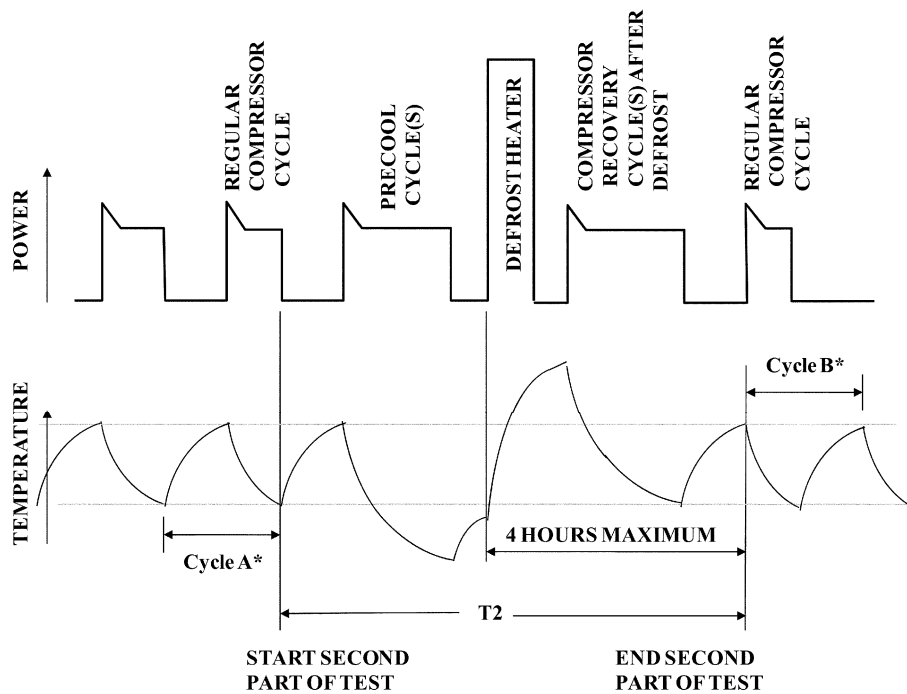 REGULAR
COMPRESSOR
CYCLE
PRECOOL
CYCLE(S)
DEFROST HEATER
COMPRESSOR
RECOVERY
CYCLE(S) AFTER
DEFROST
REGULAR
COMPRESSOR
CYCLE
POWER
TEMPERATURE
Cycle B*
Cycle A*
4 HOURS MAXIMUM
T2
START SECOND
PART OF TEST
END SECOND
PART OF TEST